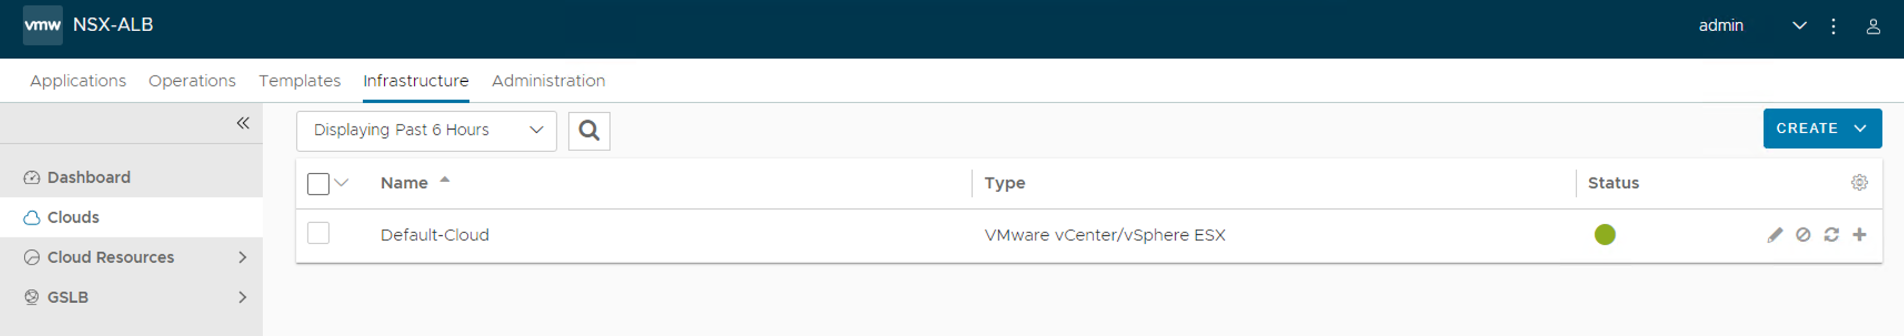 vmw NSX-ALB admin
Applications Operations Templates Infrastructure Administration
Displaying Past 6 Hours CREATE
Dashboard
Clouds
Cloud Resources
GSLB
Name Type Status
Default-Cloud VMware vCenter/vSphere ESX